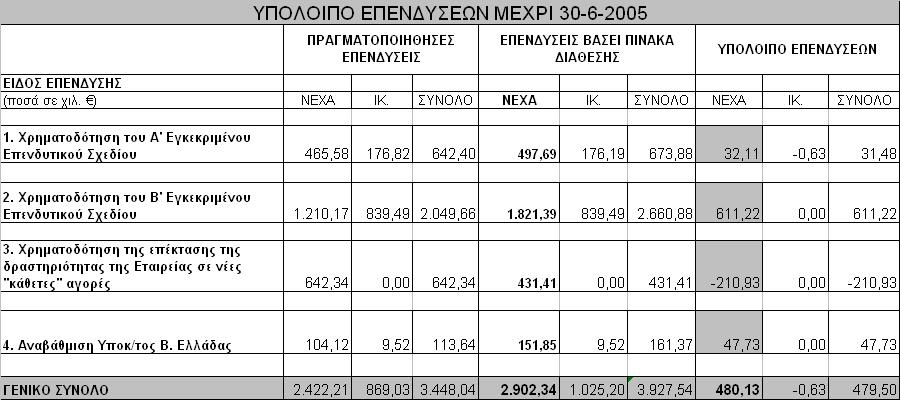 ΥΠΟΛΟΙΠΟ ΕΠΕΝΔΥΣΕΩΝ ΜΕΧΡΙ 30-6-2005
ΠΡΑΓΜΑΤΟΠΟΙΗΘΗΣΕΣ ΕΠΕΝΔΥΣΕΙΣ ΒΑΣΕΙ ΠΙΝΑΚΑ ΥΠΟΛΟΙΠΟ ΕΠΕΝΔΥΣΕΩΝ
ΕΠΕΝΔΥΣΕΙΣ ΔΙΑΘΕΣΗΣ
ΕΙΔΟΣ ΕΠΕΝΔΥΣΗΣ
(ποσά σε χιλ. €) ΝΕΧΑ ΙΚ. ΣΥΝΟΛΟ ΝΕΧΑ ΙΚ. ΣΥΝΟΛΟ ΝΕΧΑ ΙΚ. ΣΥΝΟΛΟ
1. Χρηματοδότηση του Α' Εγκεκριμένου
Επενδυτικού Σχεδίου 465,58 176,82 642,40 497,69 176,19 673,88 32,11 -0,63 31,48
2. Χρηματοδότηση του Β' Εγκεκριμένου
Επενδυτικού Σχεδίου 1.210,17 839,49 2.049,66 1.821,39 839,49 2.660,88 611,22 0,00 611,22
3. Χρηματοδότηση της επέκτασης της
δραστηριότητας της Εταιρείας σε νέες
"κάθετες" αγορές 642,34 0,00 642,34 431,41 0,00 431,41 -210,93 0,00 -210,93
4. Αναβάθμιση Υποκ/τος Β. Ελλάδας 104,12 9,52 113,64 151,85 9,52 161,37 47,73 0,00 47,73
ΓΕΝΙΚΟ ΣΥΝΟΛΟ 2.422,21 869,03 3.448,04 2.902,34 1.025,20 3.927,54 480,13 -0,63 479,50